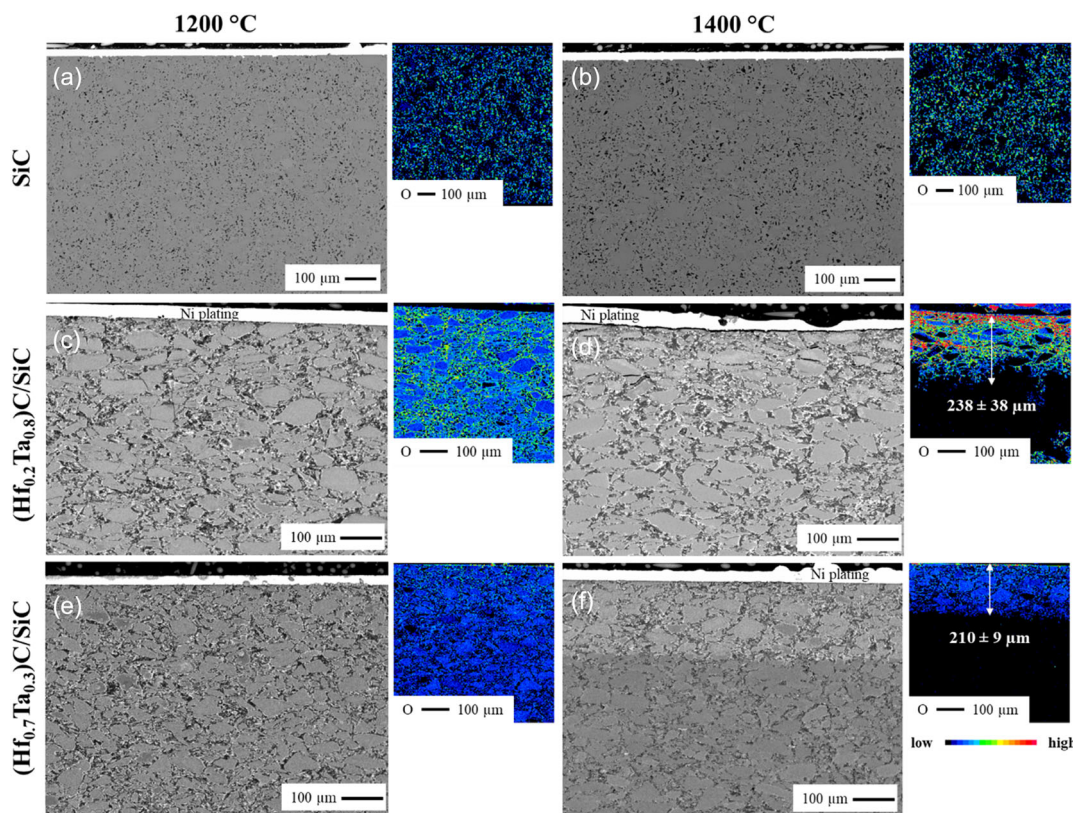 1200 °C
1400 °C
SiC
(a)
100 µm
O 100 µm
(b)
100 µm
O 100 µm
(Hf0.2Ta0.8)C/SiC
Ni plating
(c)
100 µm
O 100 µm
Ni plating
(d)
100 µm
238 ± 38 µm
O 100 µm
(Hf0.7Ta0.3)C/SiC
(e)
100 µm
O 100 µm
Ni plating
(f)
100 µm
210 ± 9 µm
O 100 µm
low high